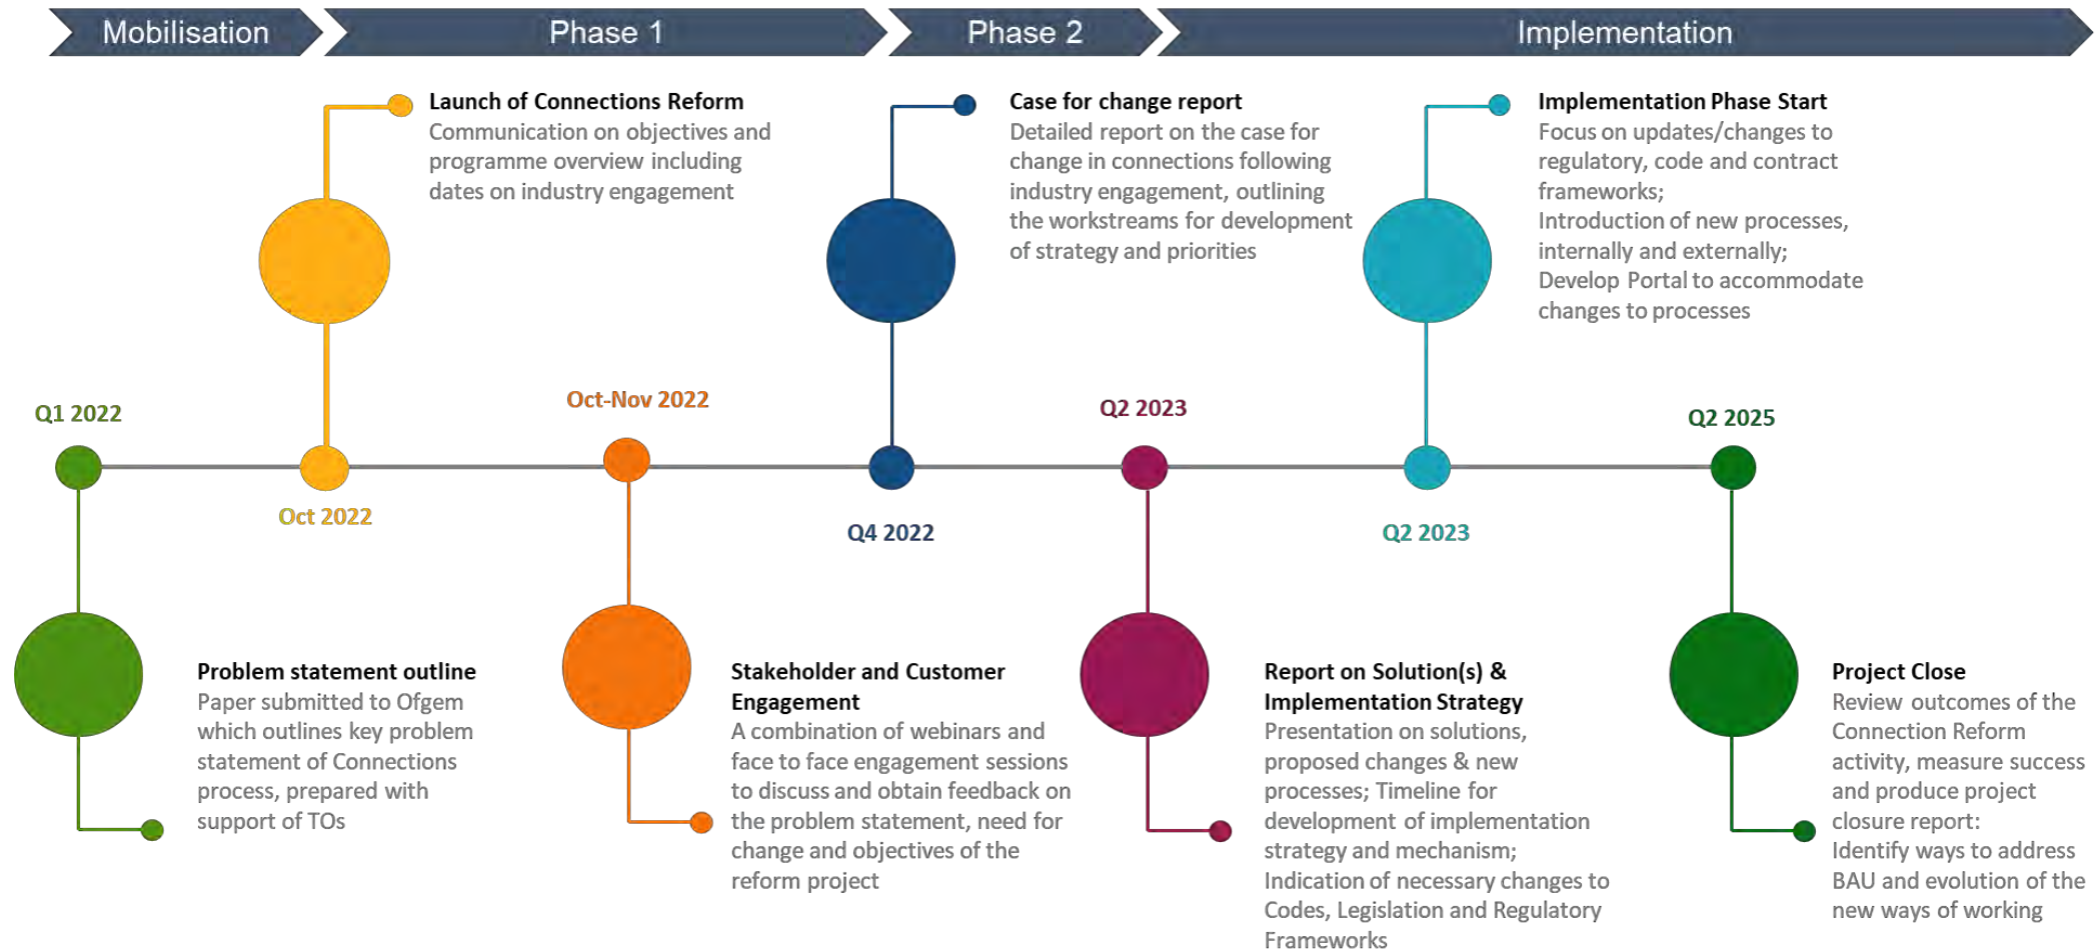 Mobilisation
Phase 1
Phase 2
Implementation
Launch of Connections Reform
Communication on objectives and
programme overview including
dates on industry engagement
Case for change report
Detailed report on the case for
change in connections following
industry engagement, outlining
the workstreams for development
of strategy and priorities
Implementation Phase Start
Focus on updates/changes to
regulatory, code and contract
frameworks;
Introduction of new processes,
internally and externally;
Develop Portal to accommodate
changes to processes
Q1 2022
Oct 2022
Oct-Nov 2022
Q4 2022
Q2 2023
Q2 2023
Q2 2025
Problem statement outline
Paper submitted to Ofgem
which outlines key problem
statement of Connections
process, prepared with
support of TOs
Stakeholder and Customer
Engagement
A combination of webinars and
face to face engagement sessions
to discuss and obtain feedback on
the problem statement, need for
change and objectives of the
reform project
Report on Solution(s) &
Implementation Strategy
Presentation on solutions,
proposed changes & new
processes; Timeline for
development of implementation
strategy and mechanism;
Indication of necessary changes to
Codes, Legislation and Regulatory
Frameworks
Project Close
Review outcomes of the
Connection Reform
activity, measure success
and produce project
closure report:
Identify ways to address
BAU and evolution of the
new ways of working